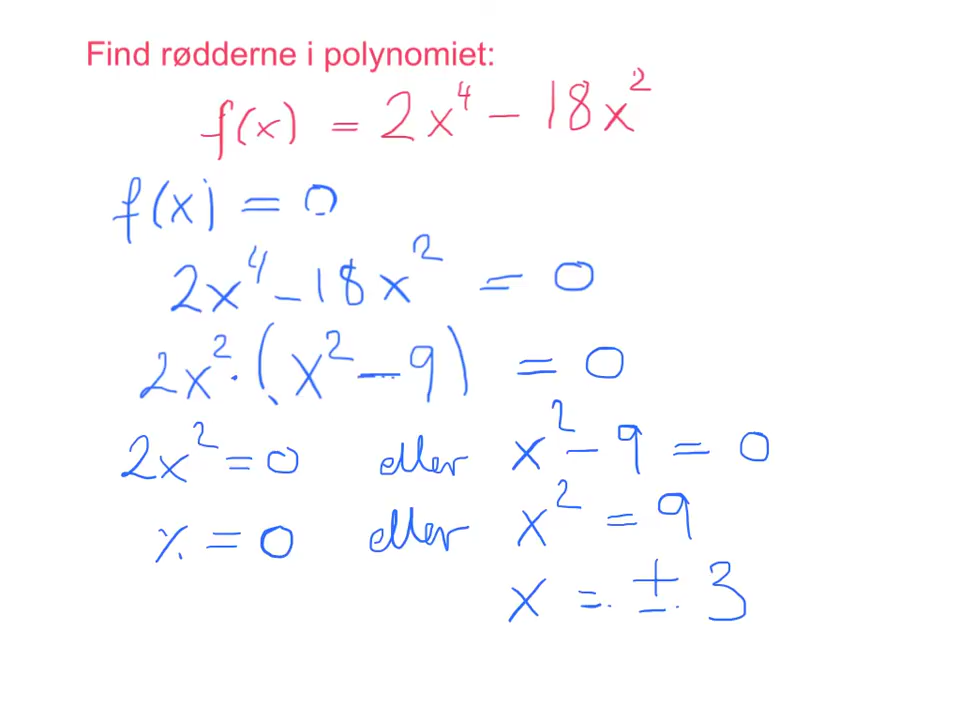 Find rødderne i polynomiet:
f(x) = 2x⁴ − 18x²
f(x) = 0
2x⁴ − 18x² = 0
2x² · (x² − 9) = 0
2x² = 0 eller x² − 9 = 0
x = 0 eller x² = 9
x = ± 3